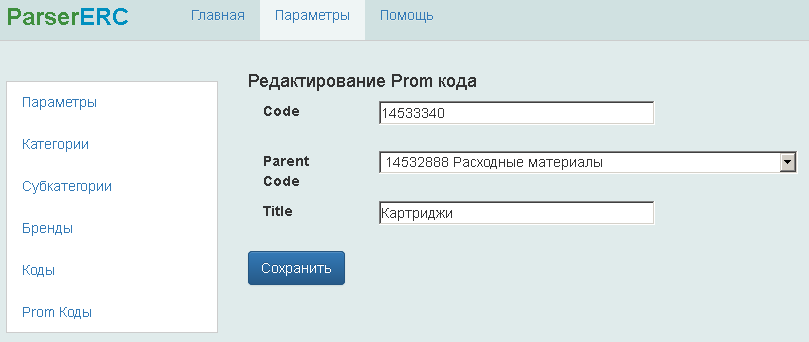 ParserERC Главная Параметры Помощь
Параметры
Категории
Субкатегории
Бренды
Коды
Prom Коды
Редактирование Prom кода
Code 14533340
Parent Code 14532888 Расходные материалы
Title Картриджи
Сохранить